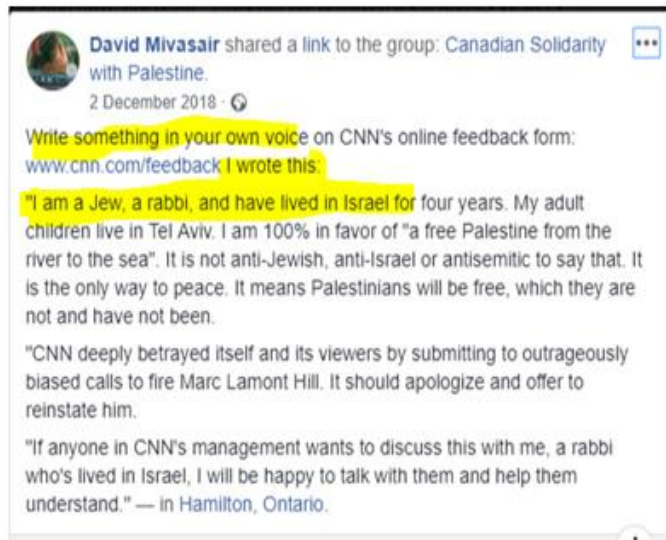 David Mivasair shared a link to the group: Canadian Solidarity
with Palestine.
2 December 2018 ·
Write something in your own voice on CNN's online feedback form:
www.cnn.com/feedback I wrote this:
"I am a Jew, a rabbi, and have lived in Israel for four years. My adult
children live in Tel Aviv. I am 100% in favor of "a free Palestine from the
river to the sea". It is not anti-Jewish, anti-Israel or antisemitic to say that. It
is the only way to peace. It means Palestinians will be free, which they are
not and have not been.
"CNN deeply betrayed itself and its viewers by submitting to outrageously
biased calls to fire Marc Lamont Hill. It should apologize and offer to
reinstate him.
"If anyone in CNN's management wants to discuss this with me, a rabbi
who's lived in Israel, I will be happy to talk with them and help them
understand." — in Hamilton, Ontario.